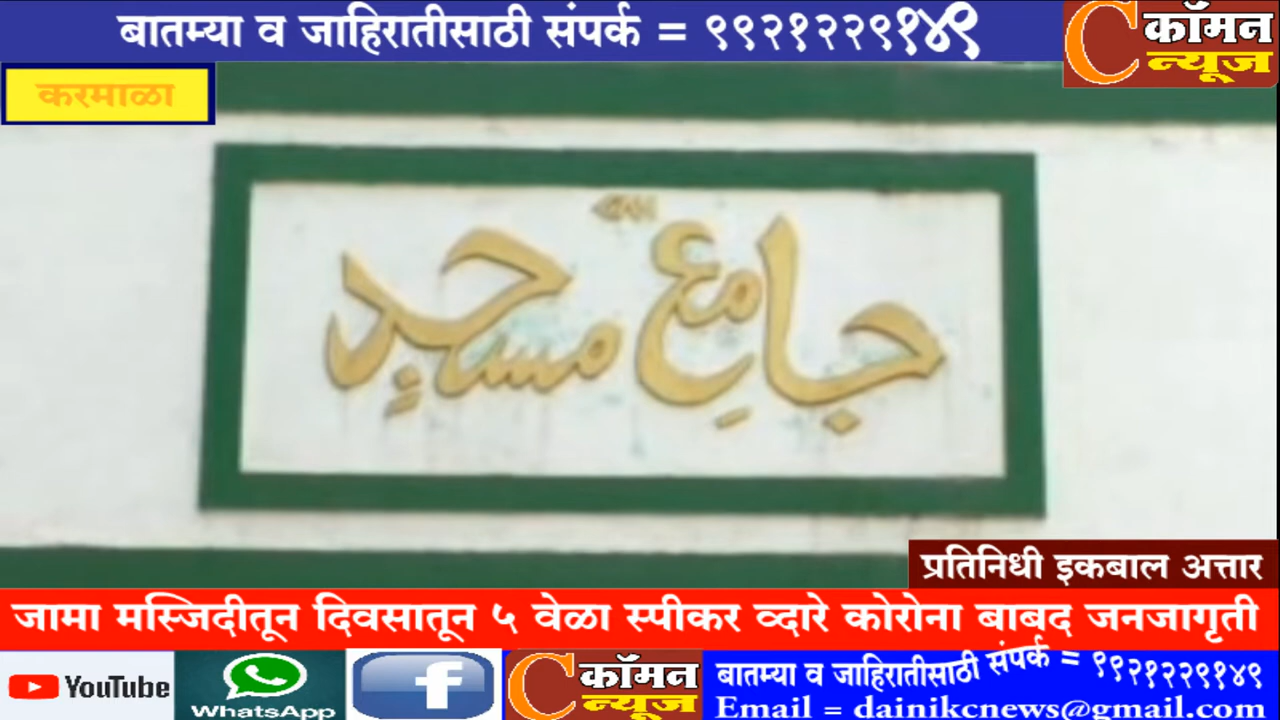 बातम्या व जाहिरातीसाठी संपर्क = ९९२१२२९१४९
C कॉमन
न्यूज
करमाळा
جامع مسجد
प्रतिनिधी इकबाल अत्तार
जामा मस्जिदीतून दिवसातून ५ वेळा स्पीकर व्दारे कोरोना बाबद जनजागृती
YouTube
WhatsApp
f
C कॉमन
न्यूज
बातम्या व जाहिरातीसाठी संपर्क = ९९२१२२९१४९
Email = dainikcnews@gmail.com